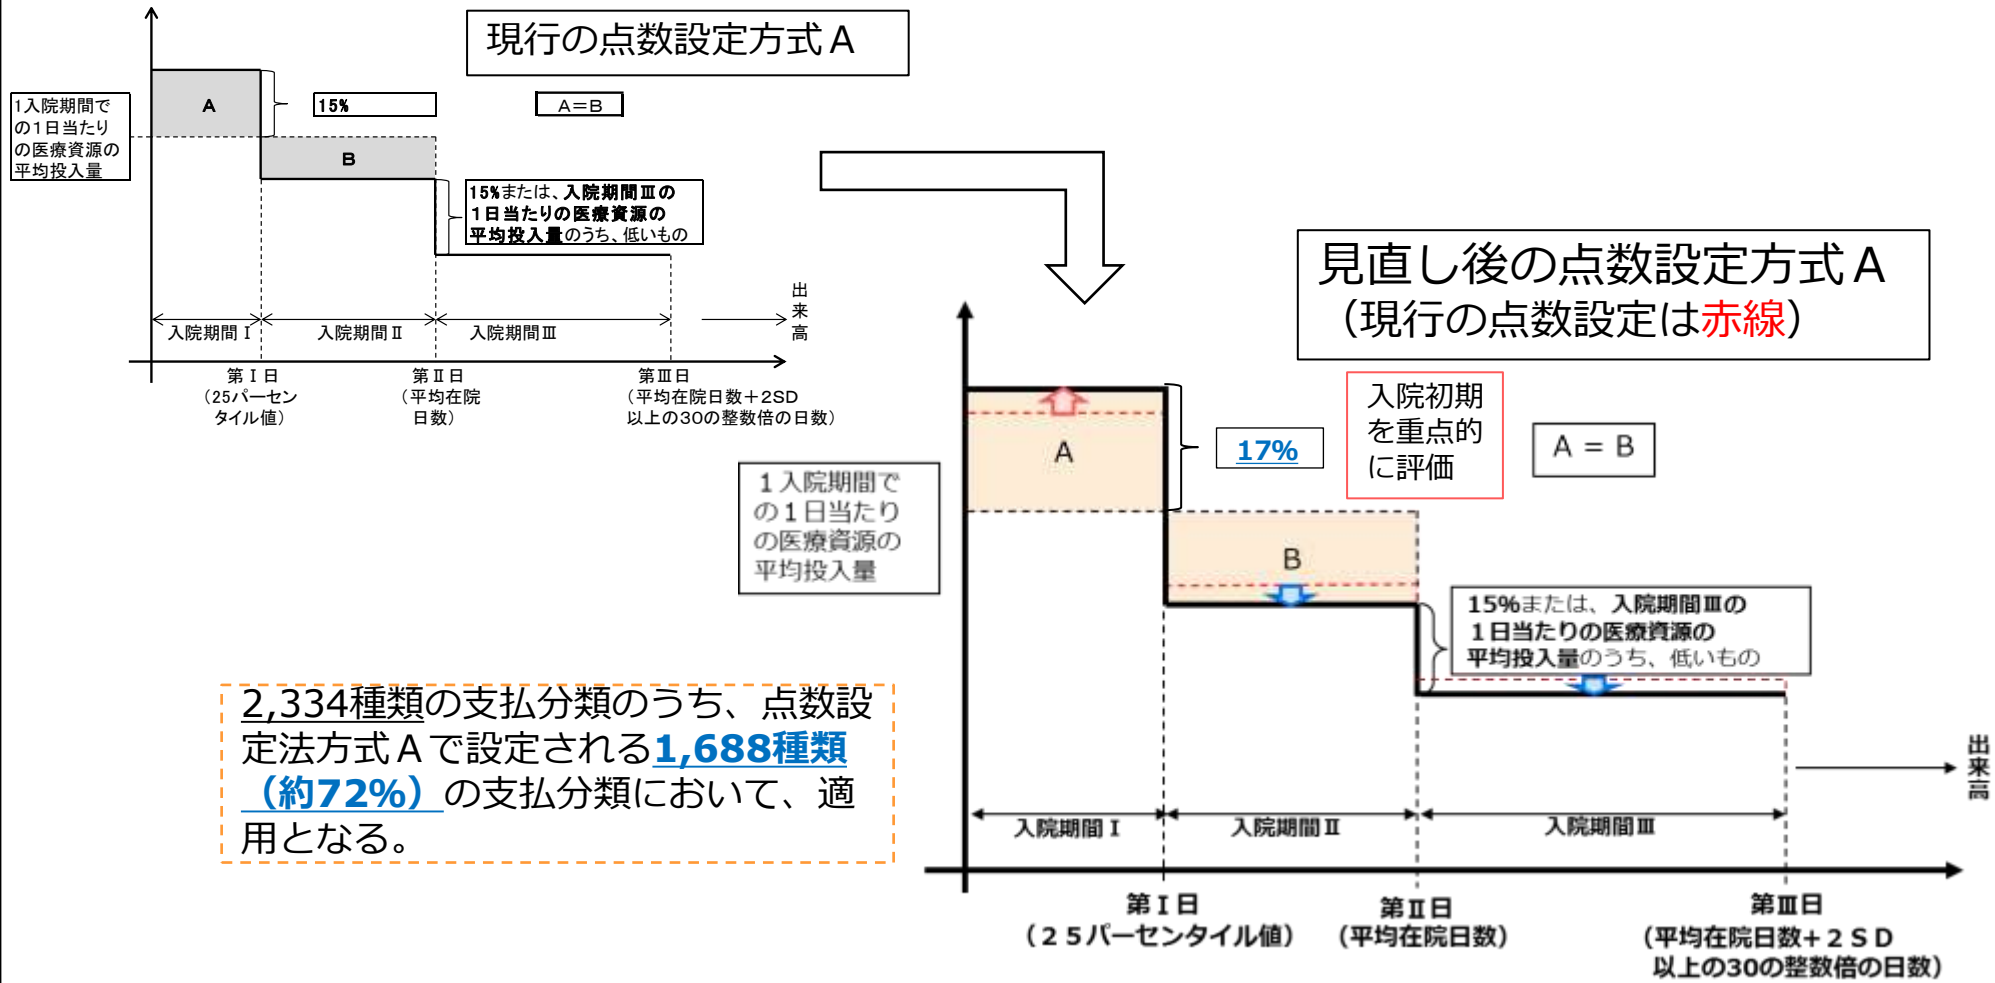 現行の点数設定方式A
1入院期間で
の1日当たり
の医療資源の
平均投入量
A
15%
A=B
B
15%または、入院期間Ⅲの
1日当たりの医療資源の
平均投入量のうち、低いもの
入院期間Ⅰ
入院期間Ⅱ
入院期間Ⅲ
出来高
第Ⅰ日
（25パーセン
タイル値）
第Ⅱ日
（平均在院
日数）
第Ⅲ日
（平均在院日数+2SD
以上の30の整数倍の日数）
見直し後の点数設定方式A
（現行の点数設定は赤線）
1入院期間で
の1日当たり
の医療資源の
平均投入量
A
17%
入院初期
を重点的
に評価
A = B
B
15%または、入院期間Ⅲの
1日当たりの医療資源の
平均投入量のうち、低いもの
入院期間Ⅰ
入院期間Ⅱ
入院期間Ⅲ
出来高
第Ⅰ日
（25パーセンタイル値）
第Ⅱ日
（平均在院日数）
第Ⅲ日
（平均在院日数+2SD
以上の30の整数倍の日数）
2,334種類の支払分類のうち、点数設
定法方式Aで設定される1,688種類
（約72%）の支払分類において、適
用となる。